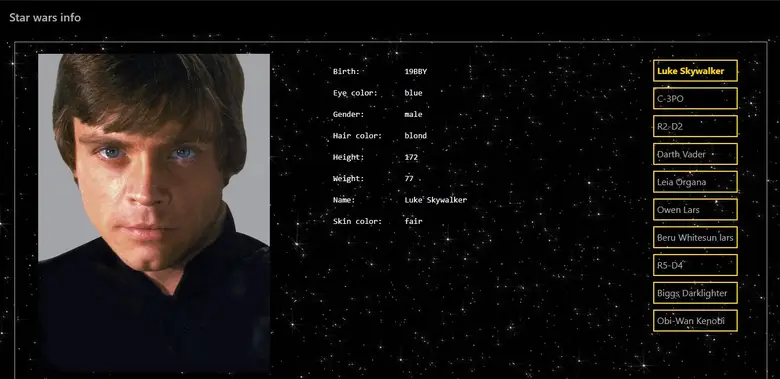 Star wars info
Birth: 19BBY
Eye color: blue
Gender: male
Hair color: blond
Height: 172
Weight: 77
Name: Luke Skywalker
Skin color: fair
Luke Skywalker
C-3PO
R2-D2
Darth Vader
Leia Organa
Owen Lars
Beru Whitesun lars
R5-D4
Biggs Darklighter
Obi-Wan Kenobi